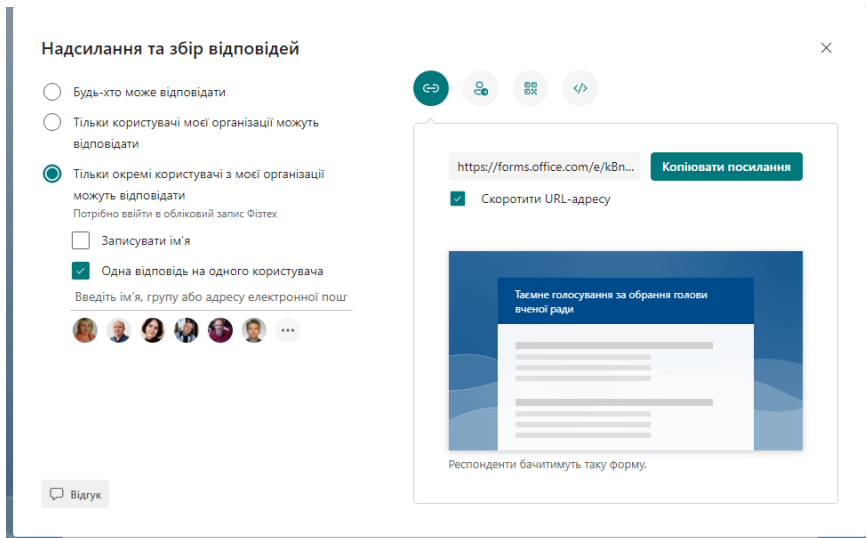 Надсилання та збір відповідей
Будь-хто може відповідати
Тільки користувачі моєї організації можуть
відповідати
Тільки окремі користувачі з моєї організації
можуть відповідати
Потрібно ввійти в обліковий запис Фізтех
Записувати ім'я
Одна відповідь на одного користувача
Введіть ім'я, групу або адресу електронної пош
Відгук
https://forms.office.com/e/kBn...
Копіювати посилання
Скоротити URL-адресу
Таємне голосування за обрання голови
вченої ради
Респонденти бачитимуть таку форму.